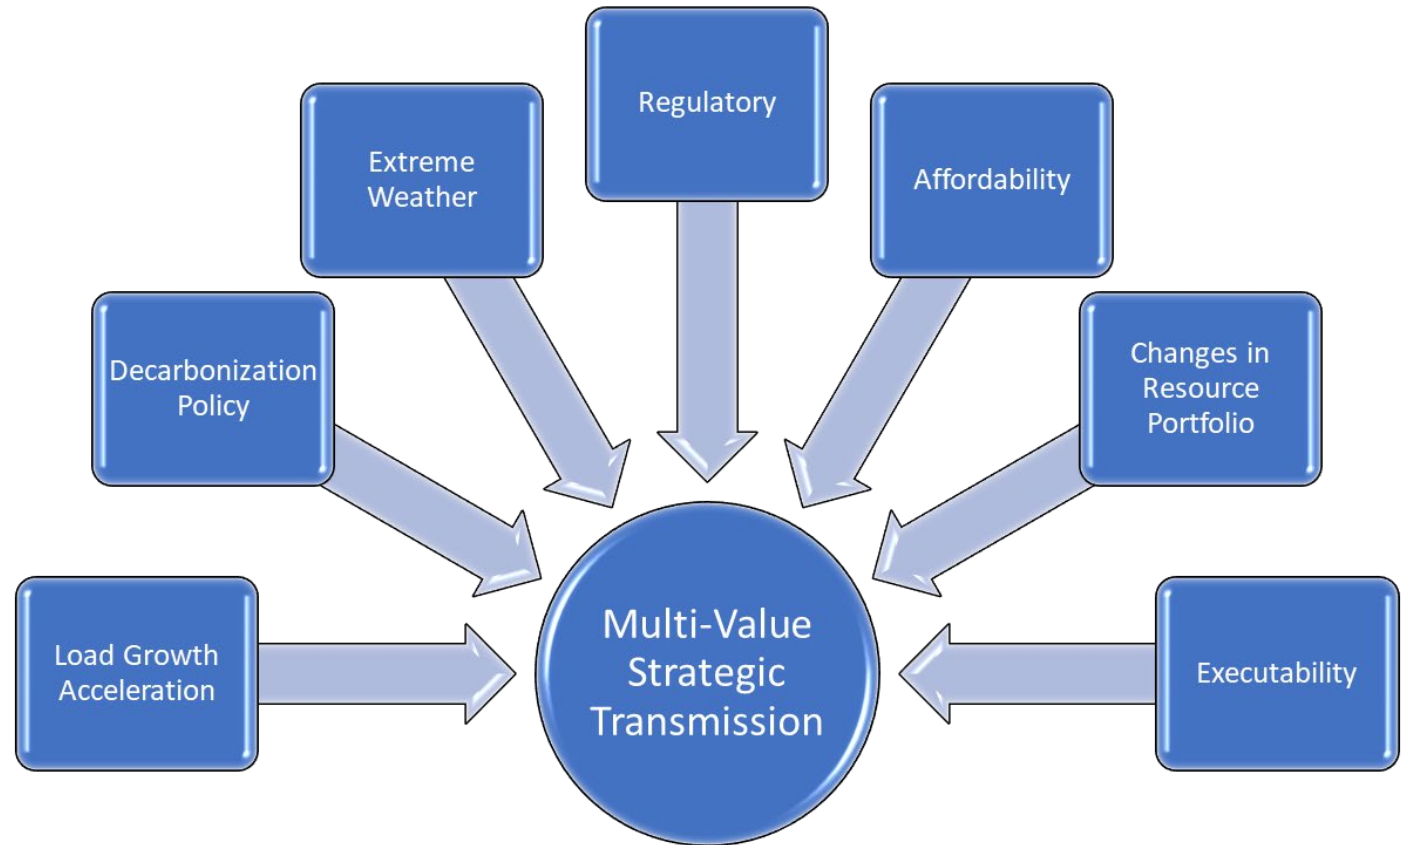 Regulatory
Extreme
Weather
Affordability
Decarbonization
Policy
Changes in
Resource
Portfolio
Load Growth
Acceleration
Multi-Value
Strategic
Transmission
Executability